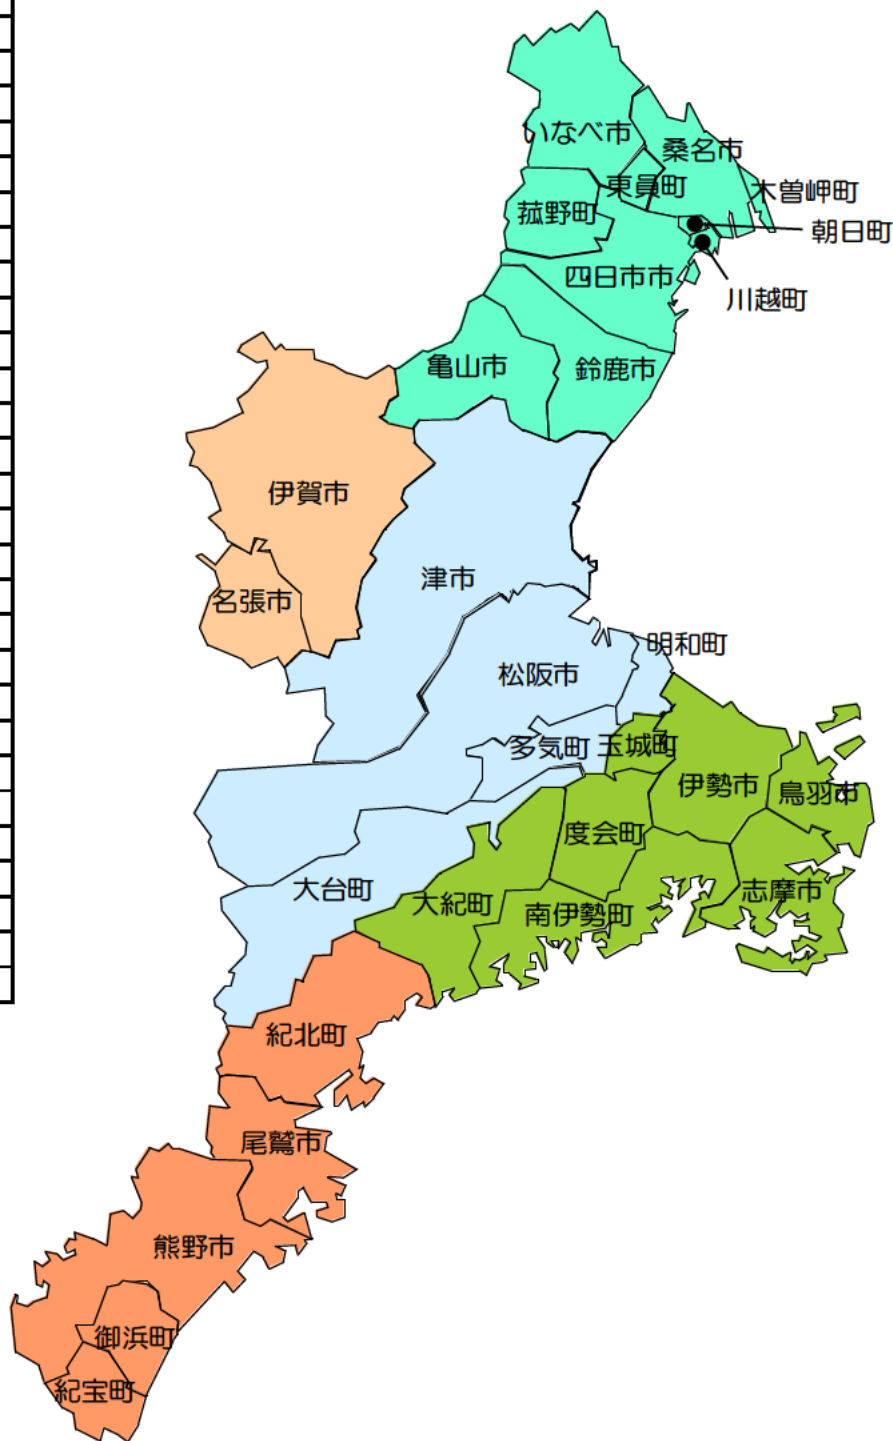 いなべ市
桑名市
東員町
木曽岬町
菰野町
朝日町
四日市市
川越町
亀山市
鈴鹿市
伊賀市
津市
名張市
明和町
松阪市
多気町
玉城町
伊勢市
鳥羽市
度会町
大台町
志摩市
大紀町
南伊勢町
紀北町
尾鷲市
熊野市
御浜町
紀宝町